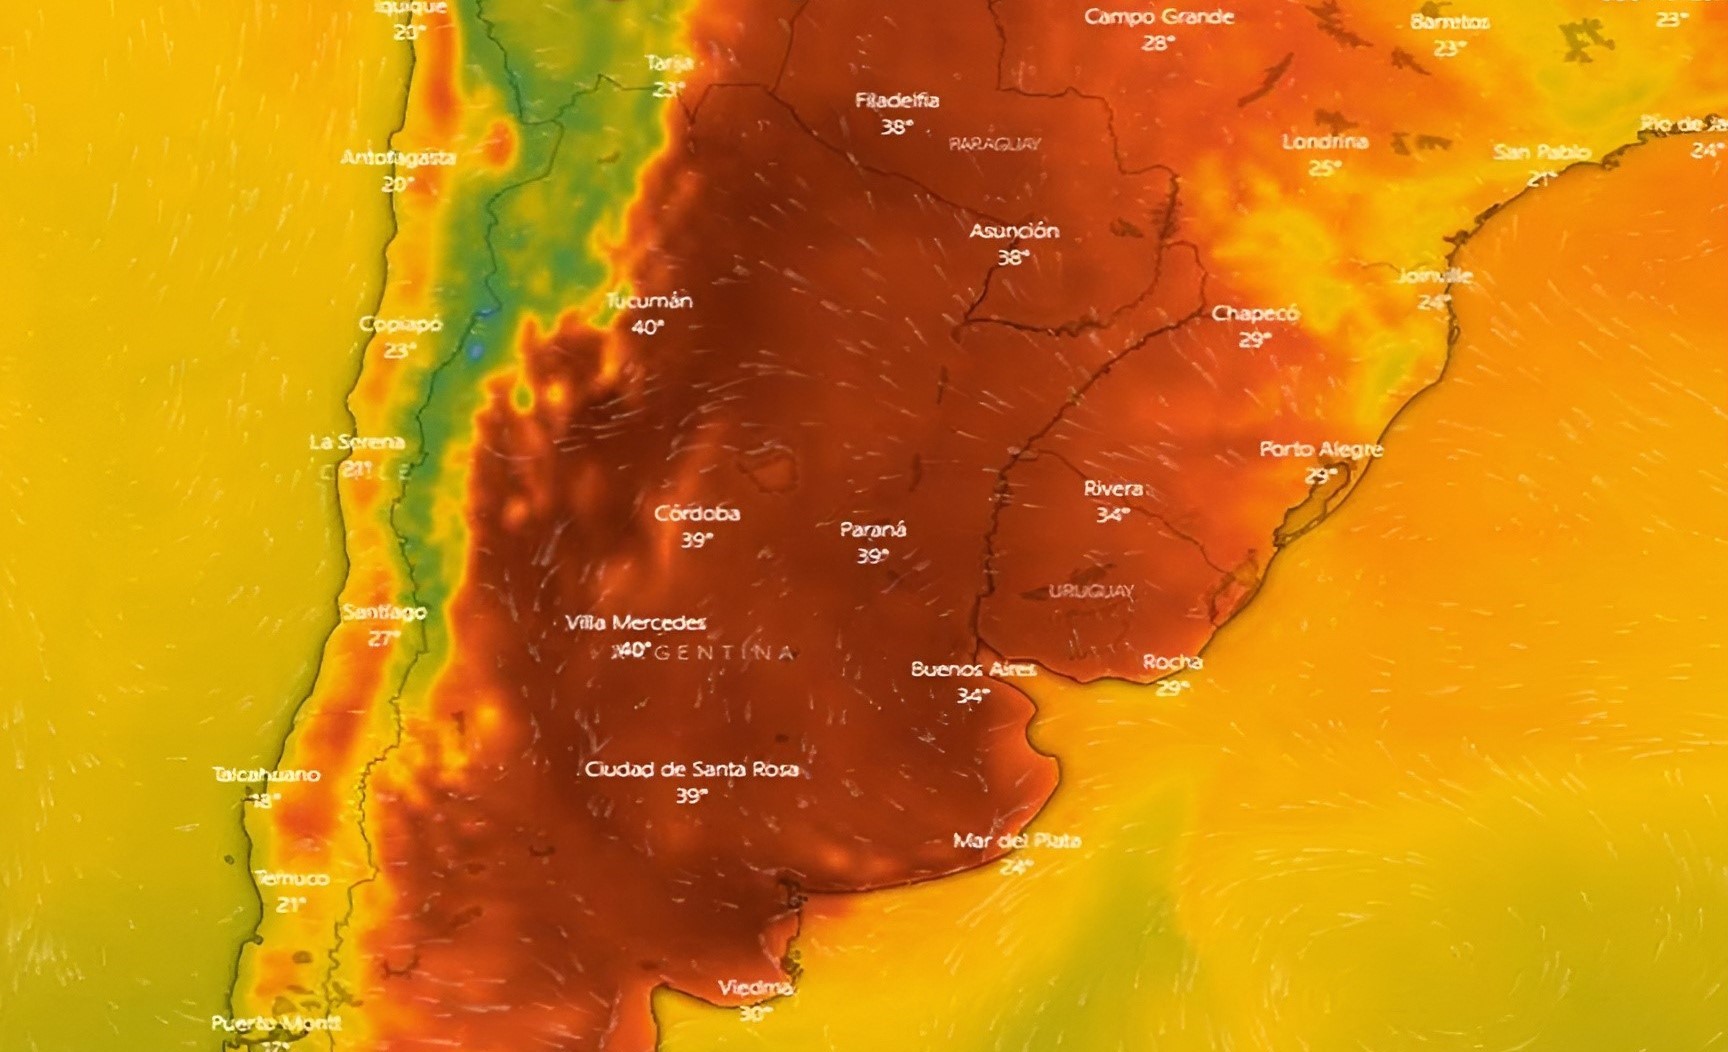 Iquique
20°
Campo Grande
28°
Barretos
23°
23°
Tarija
23°
Filadelfia
38°
PARAGUAY
Londrina
25°
San Pablo
21°
Río de Ja
24°
Antofagasta
20°
Asunción
38°
Joinville
24°
Tucumán
40°
Copiapó
23°
Chapecó
29°
La Serena
21°
CHILE
Porto Alegre
29°
Rivera
34°
Córdoba
39°
Paraná
39°
URUGUAY
Santiago
27°
Villa Mercedes
40°
ARGENTINA
Buenos Aires
34°
Rocha
29°
Talcahuano
18°
Ciudad de Santa Rosa
39°
Mar del Plata
24°
Temuco
21°
Viedma
30°
Puerto Montt
17°